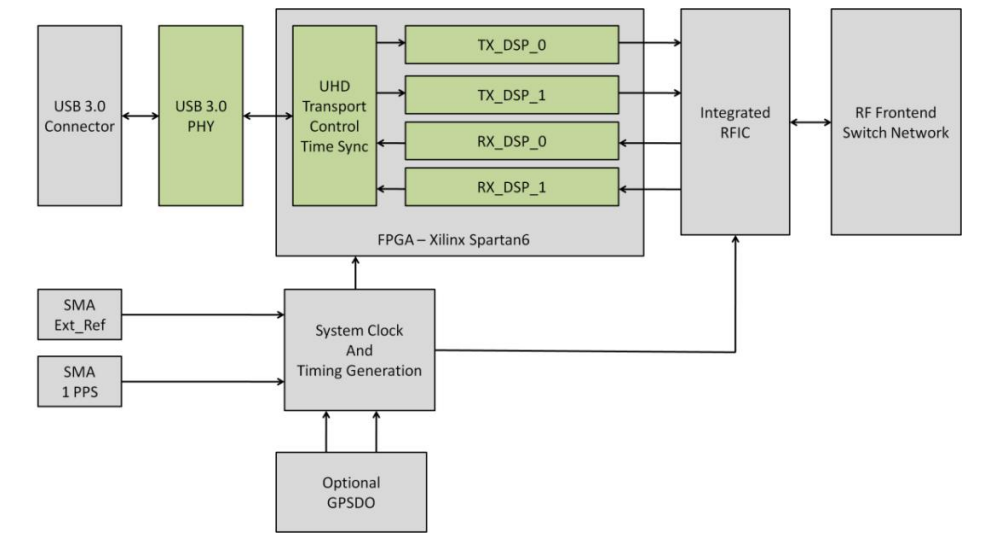 USB 3.0
Connector
USB 3.0
PHY
UHD
Transport
Control
Time Sync
TX_DSP_0
TX_DSP_1
RX_DSP_0
RX_DSP_1
FPGA – Xilinx Spartan6
Integrated
RFIC
RF Frontend
Switch Network
SMA
Ext_Ref
SMA
1 PPS
System Clock
And
Timing Generation
Optional
GPSDO